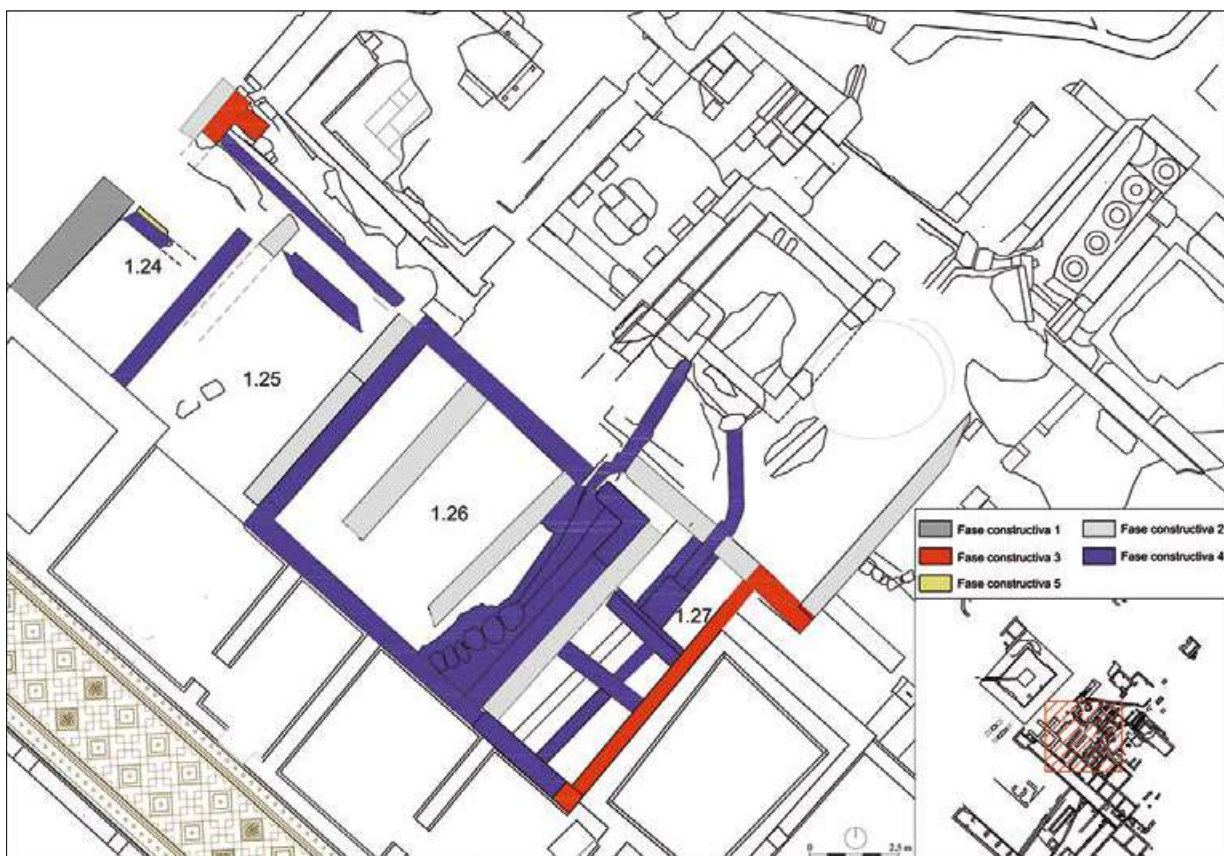 1.24
1.25
1.26
1.27
Fase constructiva 1
Fase constructiva 2
Fase constructiva 3
Fase constructiva 4
Fase constructiva 5
0 2,5 m